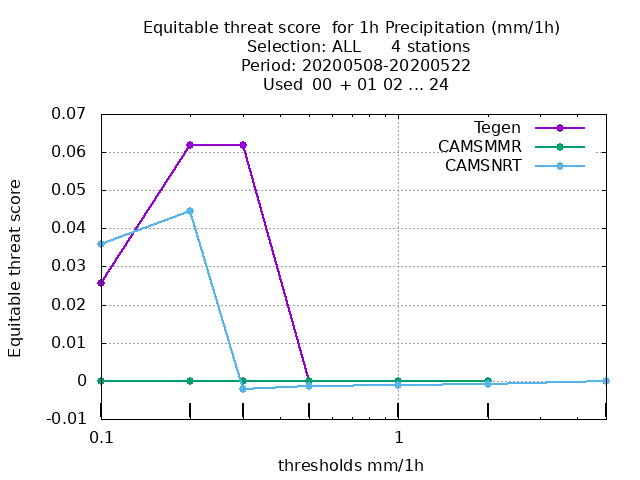 Equitable threat score  for 1h Precipitation (mm/1h)
Selection: ALL      4 stations
Period: 20200508-20200522
Used  00 + 01 02 ... 24
0.07
0.06
0.05
0.04
0.03
0.02
0.01
0
-0.01
Equitable threat score
Tegen
CAMSMMR
CAMSNRT
0.1
1
thresholds mm/1h